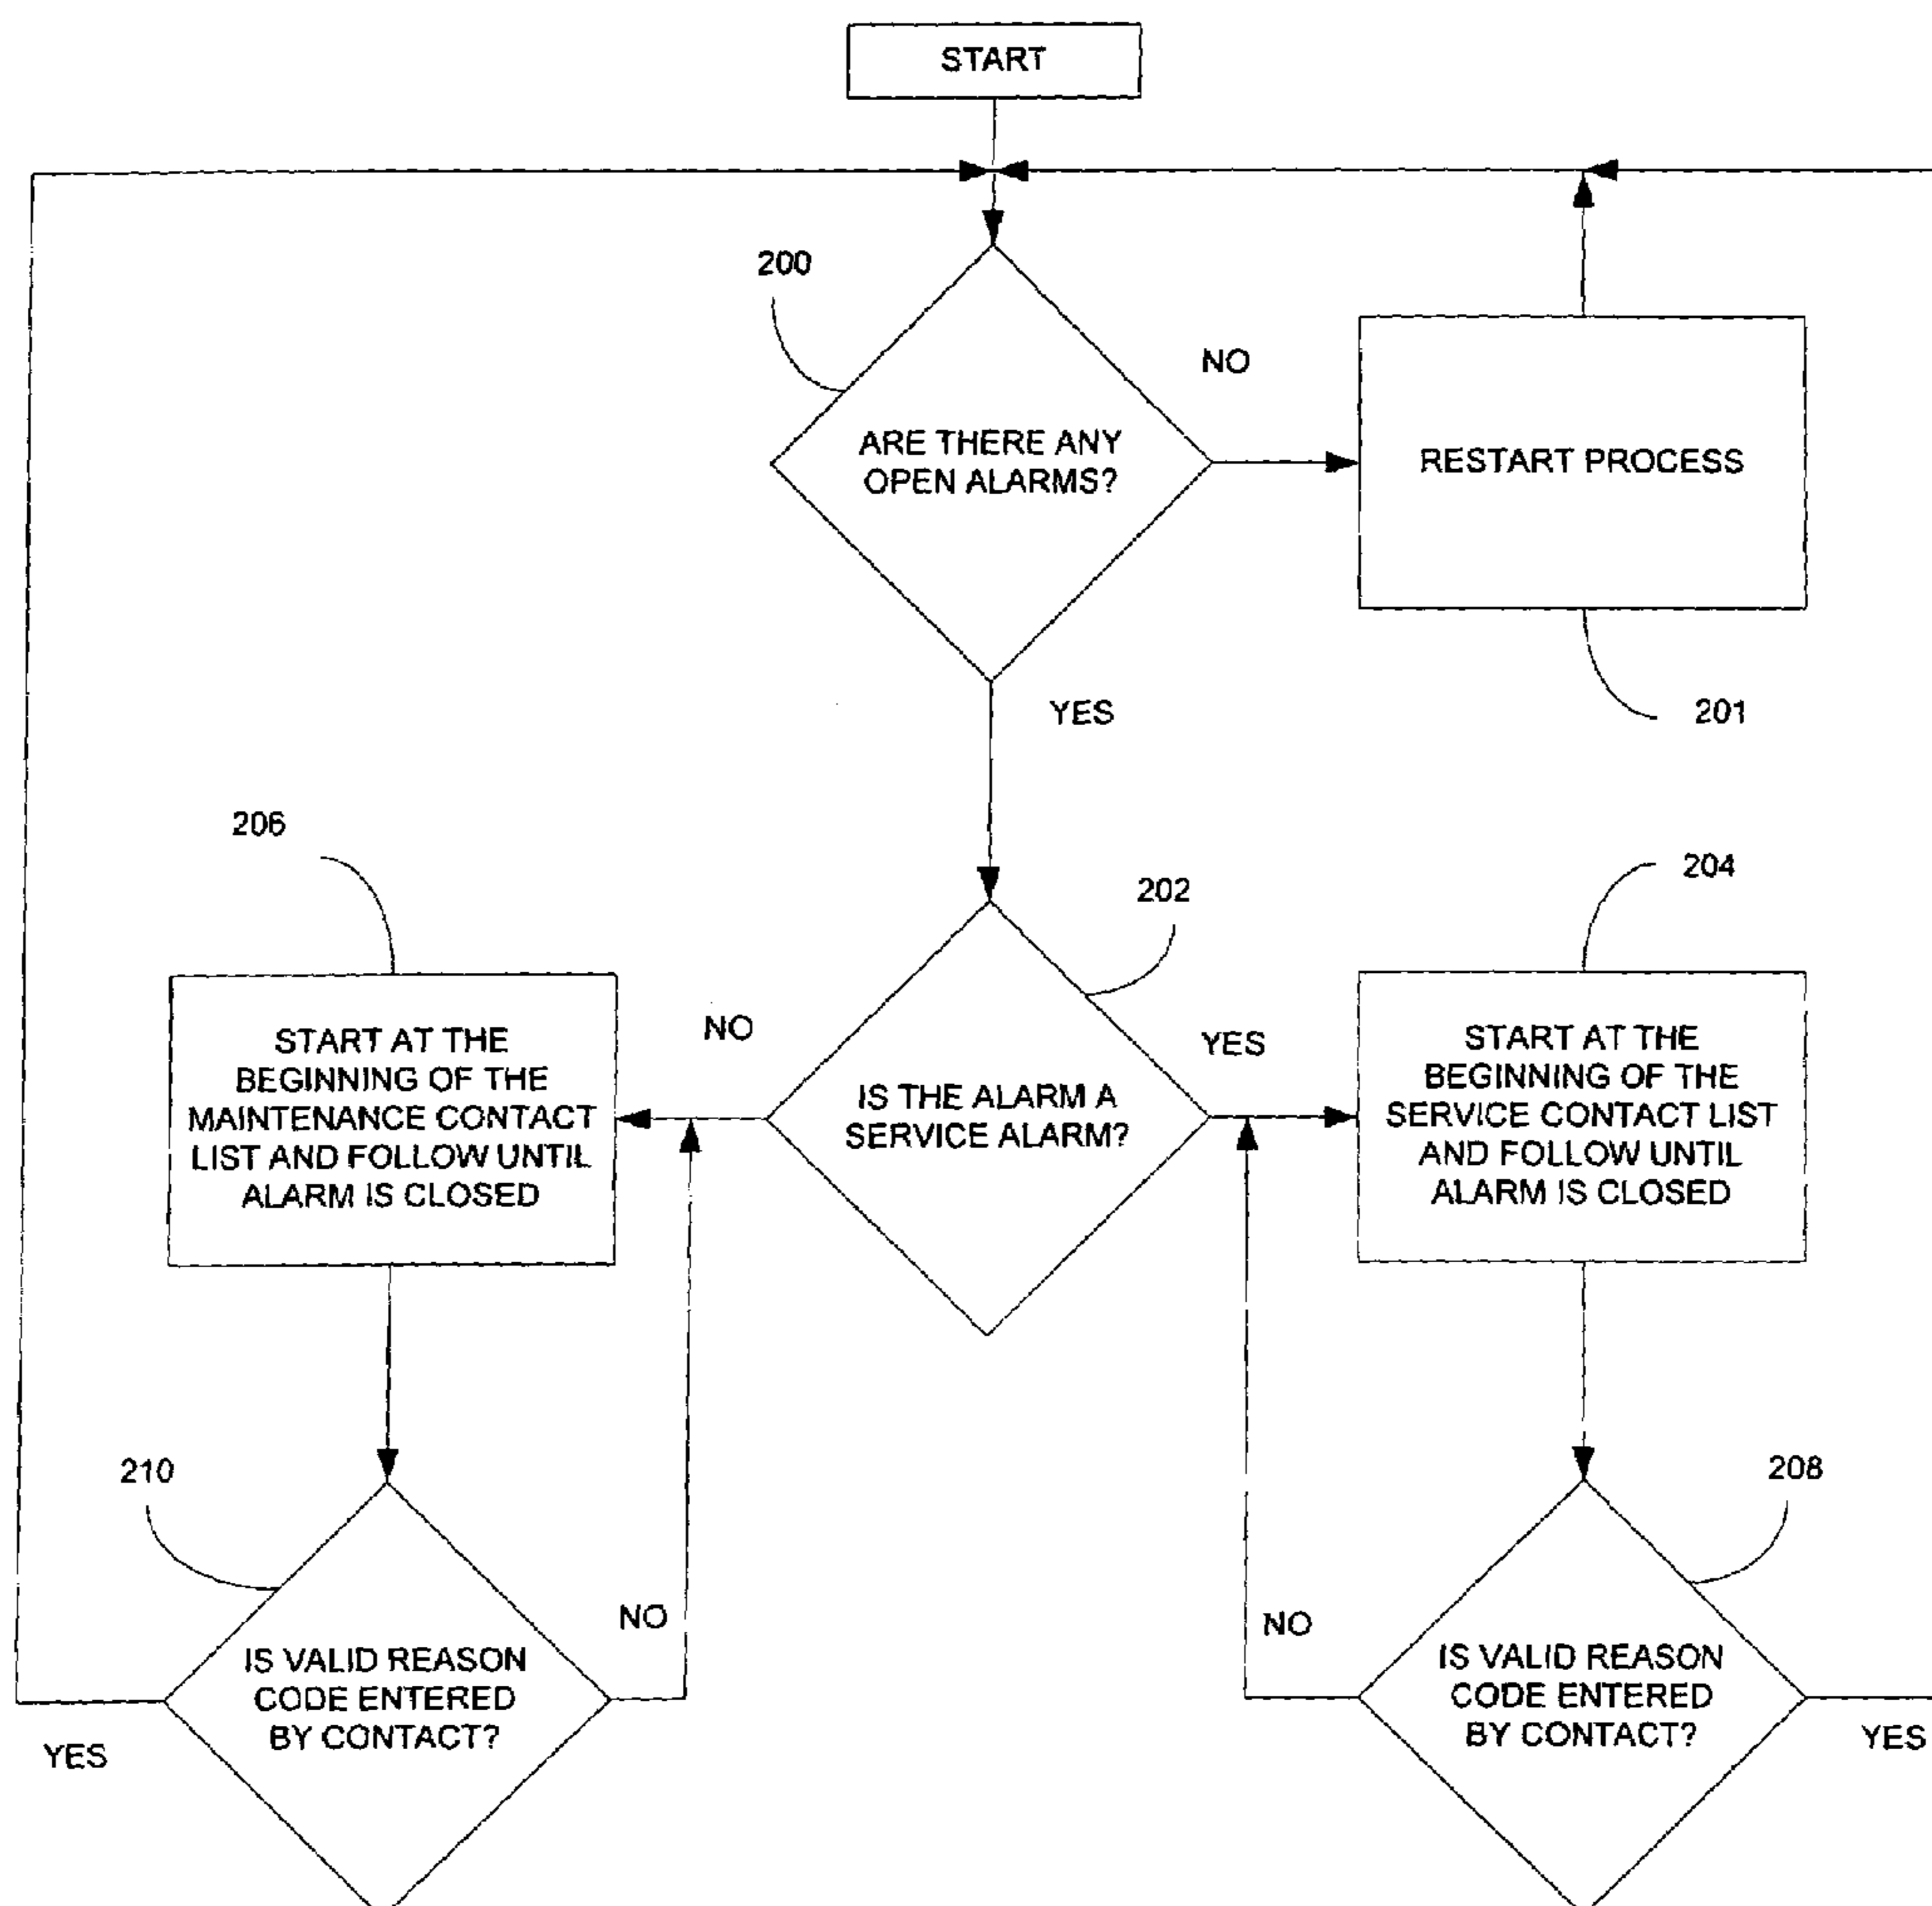 START
200
NO
ARE THERE ANY
OPEN ALARMS?
RESTART PROCESS
YES
201
206
202
204
NO
YES
START AT THE
BEGINNING OF THE
MAINTENANCE CONTACT
LIST AND FOLLOW UNTIL
ALARM IS CLOSED
IS THE ALARM A
SERVICE ALARM?
START AT THE
BEGINNING OF THE
SERVICE CONTACT LIST
AND FOLLOW UNTIL
ALARM IS CLOSED
210
208
NO
NO
IS VALID REASON
CODE ENTERED
BY CONTACT?
IS VALID REASON
CODE ENTERED
BY CONTACT?
YES
YES